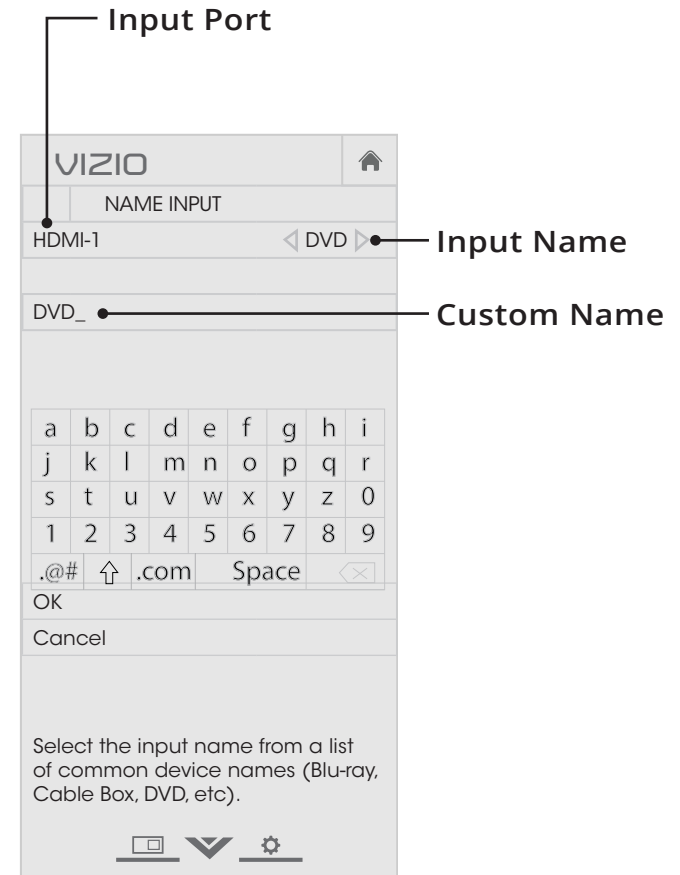 Input Port
VIZIO
NAME INPUT
HDMI-1 DVD
Input Name
DVD_
Custom Name
a b c d e f g h i
j k l m n o p q r
s t u v w x y z 0
1 2 3 4 5 6 7 8 9
.@# .com Space
OK
Cancel
Select the input name from a list
of common device names (Blu-ray,
Cable Box, DVD, etc).